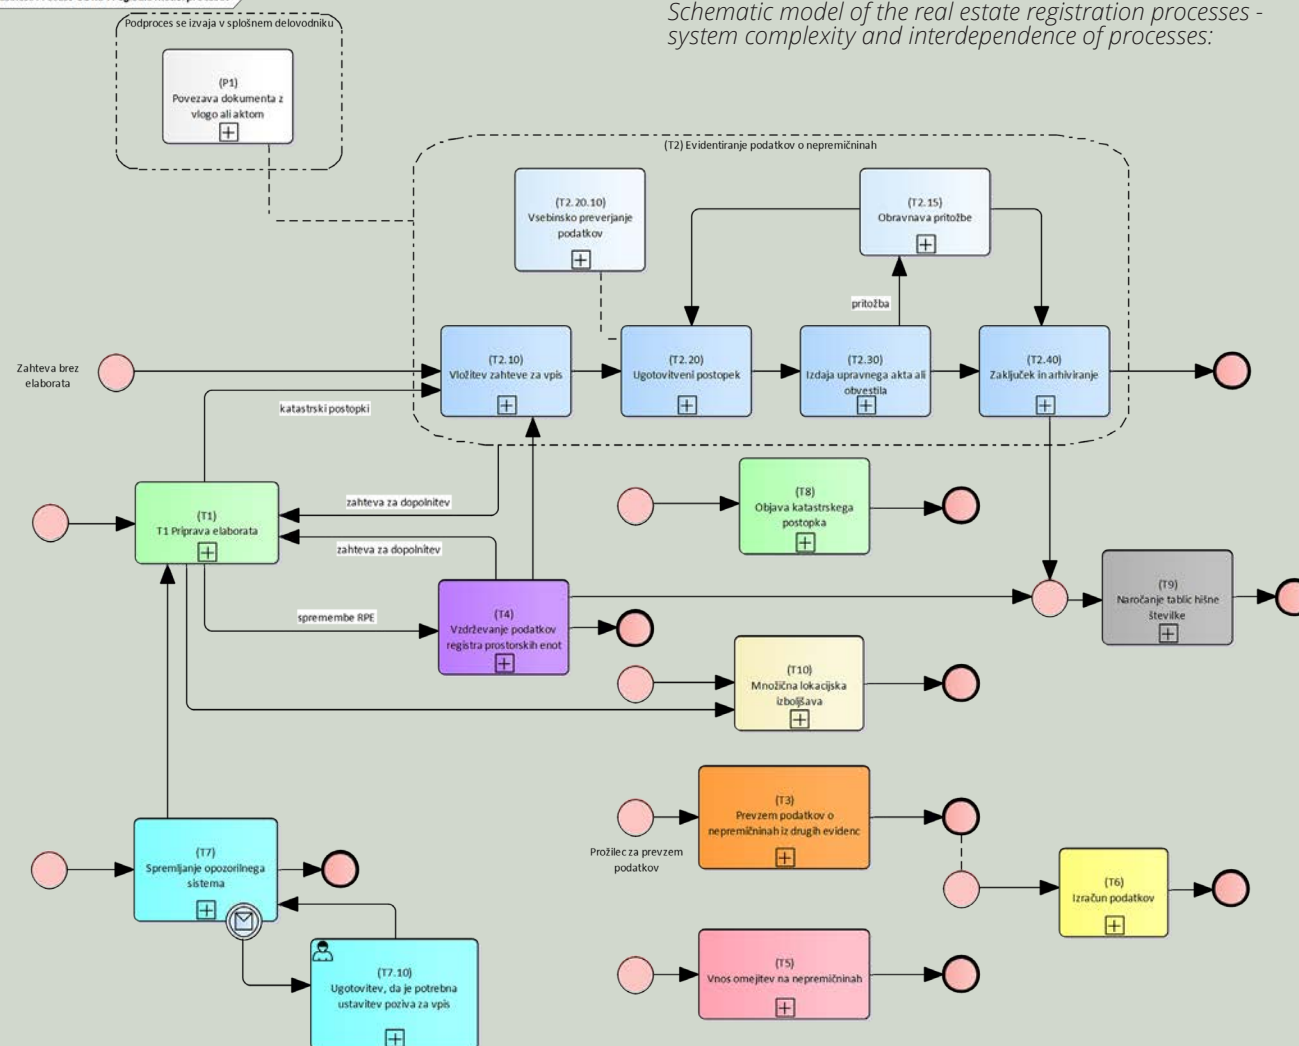 Schematic model of the real estate registration processes -
system complexity and interdependence of processes:
Podproces se izvaja v splošnem delovodniku
(P1)
Povezava dokumenta z
vlogo ali aktom
(T2) Evidentiranje podatkov o nepremičninah
(T2.20.10)
Vsebinsko preverjanje
podatkov
(T2.15)
Obravnava pritožbe
pritožba
Zahteva brez
elaborata
(T2.10)
Vložitev zahteve za vpis
(T2.20)
Ugotovitveni postopek
(T2.30)
Izdaja upravnega akta ali
obvestila
(T2.40)
Zaključek in arhiviranje
katastrski postopki
(T1)
T1 Priprava elaborata
zahteva za dopolnitev
zahteva za dopolnitev
(T8)
Objava katastrskega
postopka
spremembe RPE
(T4)
Vzdrževanje podatkov
registra prostorskih enot
(T9)
Naročanje tablic hišne
številke
(T10)
Množična lokacijska
izboljšava
(T3)
Prevzem podatkov o
nepremičninah iz drugih evidenc
Prožilec za prevzem
podatkov
(T7)
Spremljanje opozorilnega
sistema
(T6)
Izračun podatkov
(T7.10)
Ugotovitev, da je potrebna
ustavitev poziva za vpis
(T5)
Vnos omejitev na nepremičninah